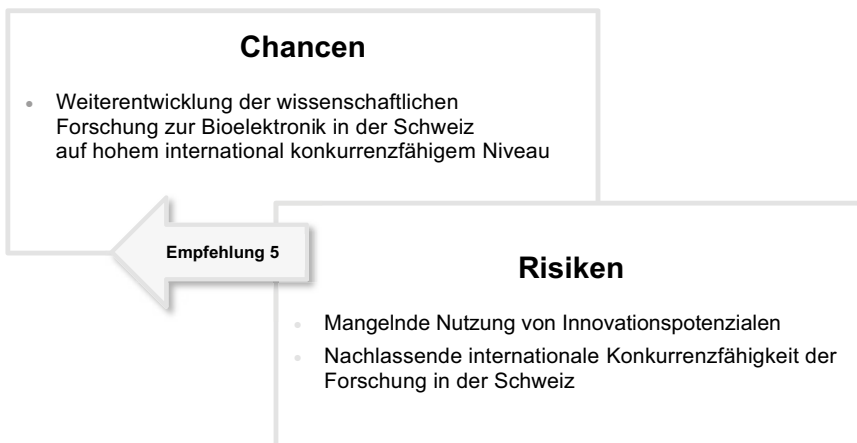 Chancen
• Weiterentwicklung der wissenschaftlichen
Forschung zur Bioelektronik in der Schweiz
auf hohem international konkurrenzfähigem Niveau
Empfehlung 5
Risiken
• Mangelnde Nutzung von Innovationspotenzialen
• Nachlassende internationale Konkurrenzfähigkeit der
Forschung in der Schweiz